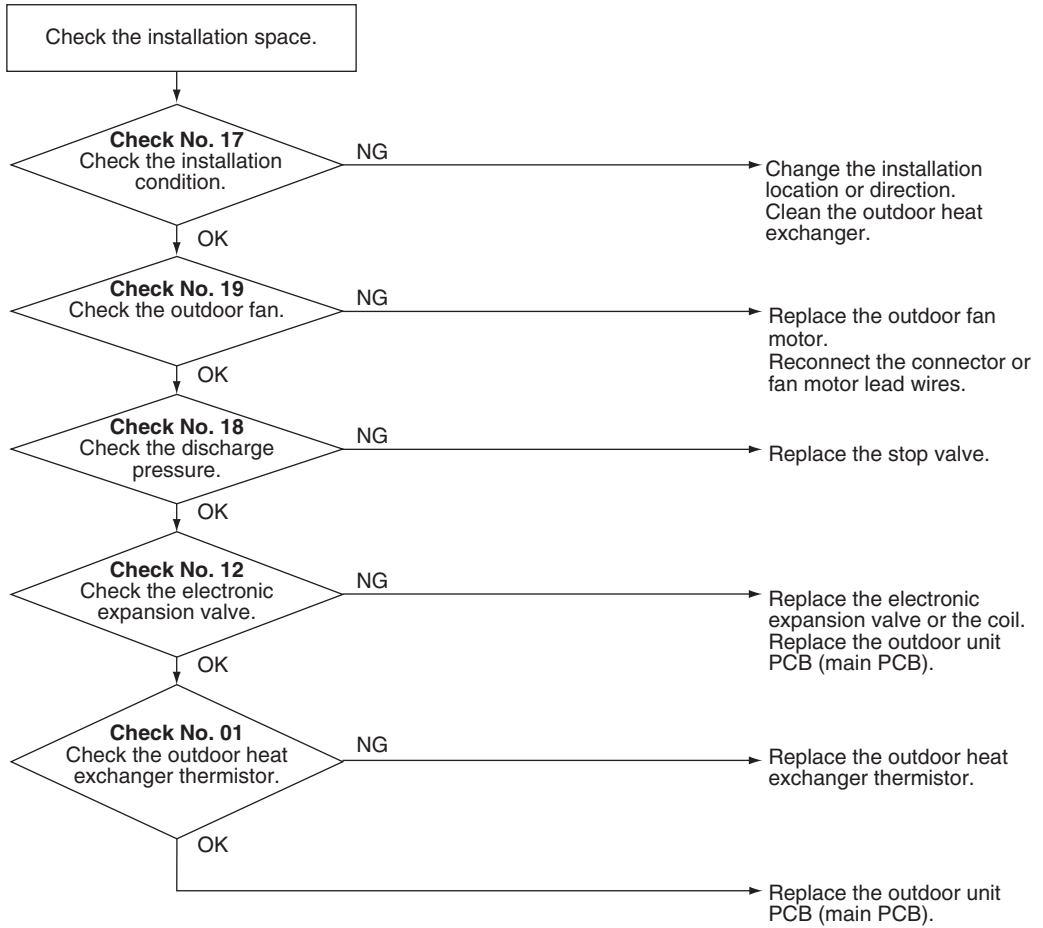 Check the installation space.
Check No. 17
Check the installation
condition.
NG
Change the installation
location or direction.
Clean the outdoor heat
exchanger.
OK
Check No. 19
Check the outdoor fan.
NG
Replace the outdoor fan
motor.
Reconnect the connector or
fan motor lead wires.
OK
Check No. 18
Check the discharge
pressure.
NG
Replace the stop valve.
OK
Check No. 12
Check the electronic
expansion valve.
NG
Replace the electronic
expansion valve or the coil.
Replace the outdoor unit
PCB (main PCB).
OK
Check No. 01
Check the outdoor heat
exchanger thermistor.
NG
Replace the outdoor heat
exchanger thermistor.
OK
Replace the outdoor unit
PCB (main PCB).